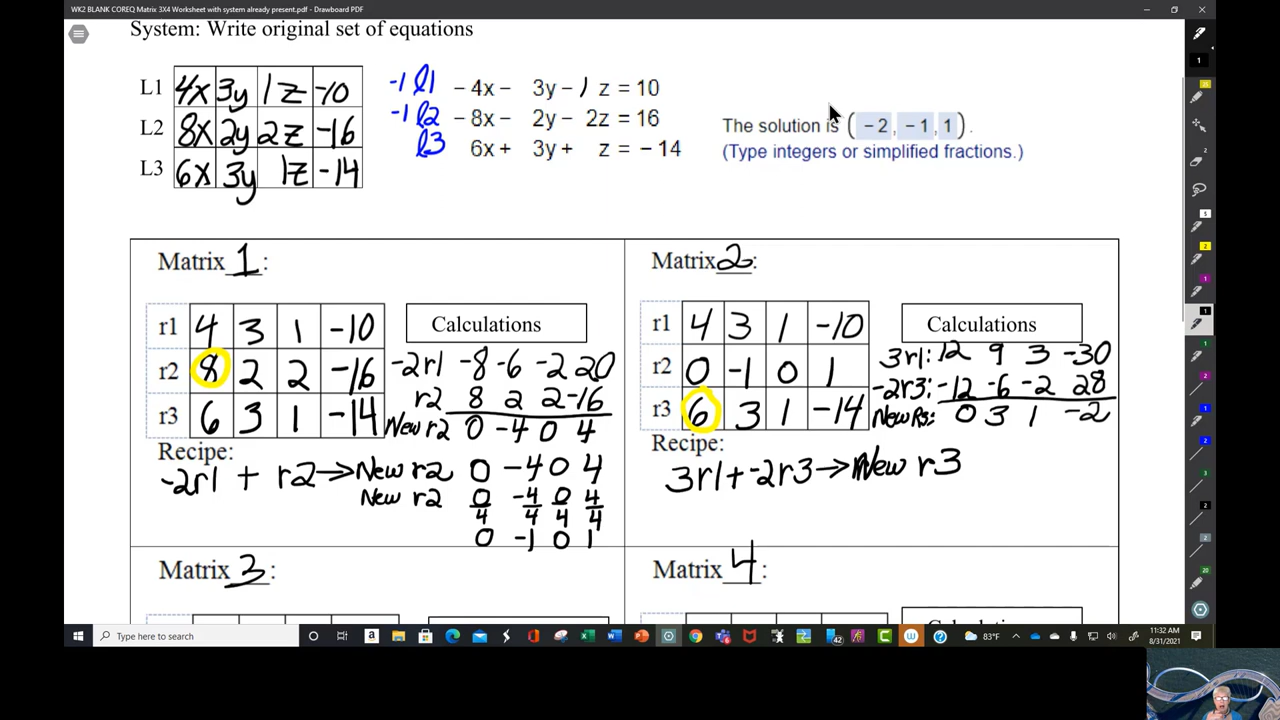 WK2 BLANK COREQ Matrix 3X4 Worksheet with system already present.pdf - Drawboard PDF
System: Write original set of equations
L1 4x 3y 1z -10
L2 8x 2y 2z -16
L3 6x 3y 1z -14
-1 l1 - 4x - 3y - 1 z = 10
-1 l2 - 8x - 2y - 2z = 16
l3 6x + 3y + z = - 14
The solution is ( - 2 , - 1 , 1 ) .
(Type integers or simplified fractions.)
Matrix 1 :
r1 4 3 1 -10
r2 8 2 2 -16
r3 6 3 1 -14
Calculations
-2r1 -8 -6 -2 20
r2 8 2 2 -16
New r2 0 -4 0 4
Recipe:
-2r1 + r2 → New r2 0 -4 0 4
New r2 0/4 -4/4 0/4 4/4
0 -1 0 1
Matrix 2 :
r1 4 3 1 -10
r2 0 -1 0 1
r3 6 3 1 -14
Calculations
3r1: 12 9 3 -30
-2r3: -12 -6 -2 28
New R3: 0 3 1 -2
Recipe:
3r1 + -2r3 → New r3
Matrix 3 :
Matrix 4 :
Type here to search
83°F
11:32 AM
8/31/2021